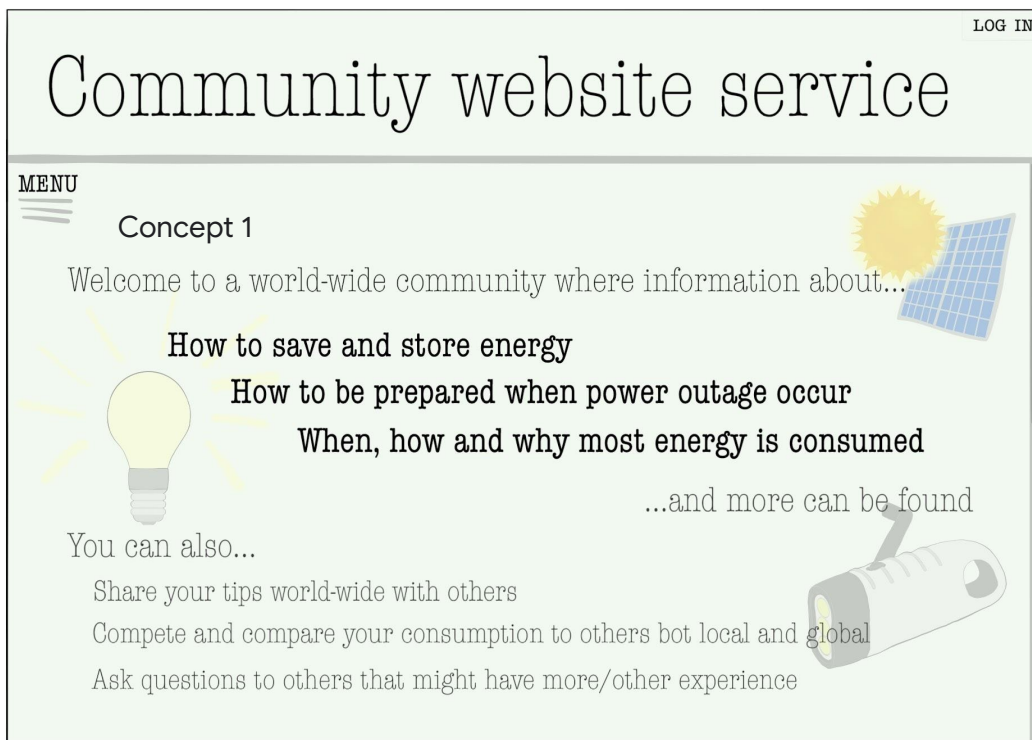 LOG IN
Community website service
MENU
Concept 1
Welcome to a world-wide community where information about...
How to save and store energy
How to be prepared when power outage occur
When, how and why most energy is consumed
...and more can be found
You can also...
Share your tips world-wide with others
Compete and compare your consumption to others bot local and global
Ask questions to others that might have more/other experience